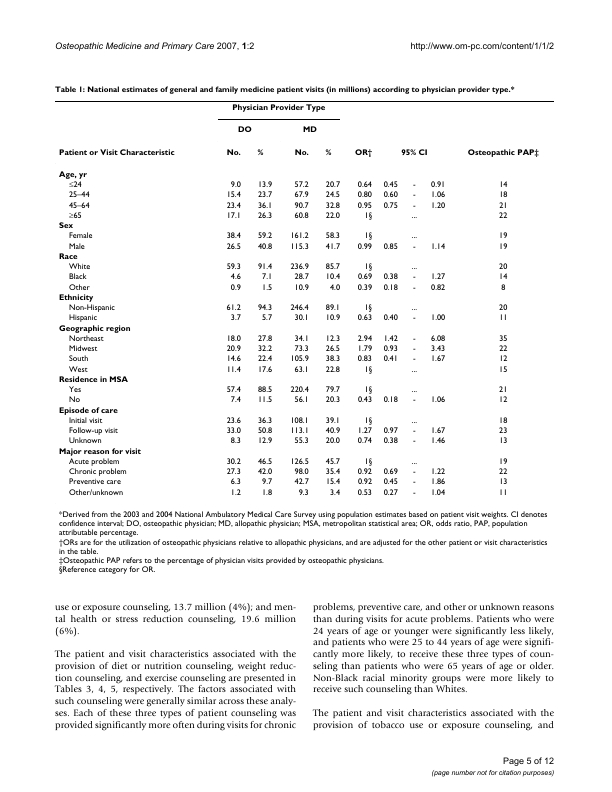 Osteopathic Medicine and Primary Care 2007, 1:2 http://www.om-pc.com/content/1/1/2
Table 1: National estimates of general and family medicine patient visits (in millions) according to physician provider type.*
Physician Provider Type
DO MD
Patient or Visit Characteristic No. % No. % OR† 95% CI Osteopathic PAP‡
Age, yr
≤24 9.0 13.9 57.2 20.7 0.64 0.45 - 0.91 14
25–44 15.4 23.7 67.9 24.5 0.80 0.60 - 1.06 18
45–64 23.4 36.1 90.7 32.8 0.95 0.75 - 1.20 21
≥65 17.1 26.3 60.8 22.0 1§ ... 22
Sex
Female 38.4 59.2 161.2 58.3 1§ ... 19
Male 26.5 40.8 115.3 41.7 0.99 0.85 - 1.14 19
Race
White 59.3 91.4 236.9 85.7 1§ ... 20
Black 4.6 7.1 28.7 10.4 0.69 0.38 - 1.27 14
Other 0.9 1.5 10.9 4.0 0.39 0.18 - 0.82 8
Ethnicity
Non-Hispanic 61.2 94.3 246.4 89.1 1§ ... 20
Hispanic 3.7 5.7 30.1 10.9 0.63 0.40 - 1.00 11
Geographic region
Northeast 18.0 27.8 34.1 12.3 2.94 1.42 - 6.08 35
Midwest 20.9 32.2 73.3 26.5 1.79 0.93 - 3.43 22
South 14.6 22.4 105.9 38.3 0.83 0.41 - 1.67 12
West 11.4 17.6 63.1 22.8 1§ ... 15
Residence in MSA
Yes 57.4 88.5 220.4 79.7 1§ ... 21
No 7.4 11.5 56.1 20.3 0.43 0.18 - 1.06 12
Episode of care
Initial visit 23.6 36.3 108.1 39.1 1§ ... 18
Follow-up visit 33.0 50.8 113.1 40.9 1.27 0.97 - 1.67 23
Unknown 8.3 12.9 55.3 20.0 0.74 0.38 - 1.46 13
Major reason for visit
Acute problem 30.2 46.5 126.5 45.7 1§ ... 19
Chronic problem 27.3 42.0 98.0 35.4 0.92 0.69 - 1.22 22
Preventive care 6.3 9.7 42.7 15.4 0.92 0.45 - 1.86 13
Other/unknown 1.2 1.8 9.3 3.4 0.53 0.27 - 1.04 11
*Derived from the 2003 and 2004 National Ambulatory Medical Care Survey using population estimates based on patient visit weights. CI denotes
confidence interval; DO, osteopathic physician; MD, allopathic physician; MSA, metropolitan statistical area; OR, odds ratio, PAP, population
attributable percentage.
†ORs are for the utilization of osteopathic physicians relative to allopathic physicians, and are adjusted for the other patient or visit characteristics
in the table.
‡Osteopathic PAP refers to the percentage of physician visits provided by osteopathic physicians.
§Reference category for OR.
use or exposure counseling, 13.7 million (4%); and men-
tal health or stress reduction counseling, 19.6 million
(6%).
The patient and visit characteristics associated with the
provision of diet or nutrition counseling, weight reduc-
tion counseling, and exercise counseling are presented in
Tables 3, 4, 5, respectively. The factors associated with
such counseling were generally similar across these analy-
ses. Each of these three types of patient counseling was
provided significantly more often during visits for chronic
problems, preventive care, and other or unknown reasons
than during visits for acute problems. Patients who were
24 years of age or younger were significantly less likely,
and patients who were 25 to 44 years of age were signifi-
cantly more likely, to receive these three types of coun-
seling than patients who were 65 years of age or older.
Non-Black racial minority groups were more likely to
receive such counseling than Whites.
The patient and visit characteristics associated with the
provision of tobacco use or exposure counseling, and
Page 5 of 12
(page number not for citation purposes)